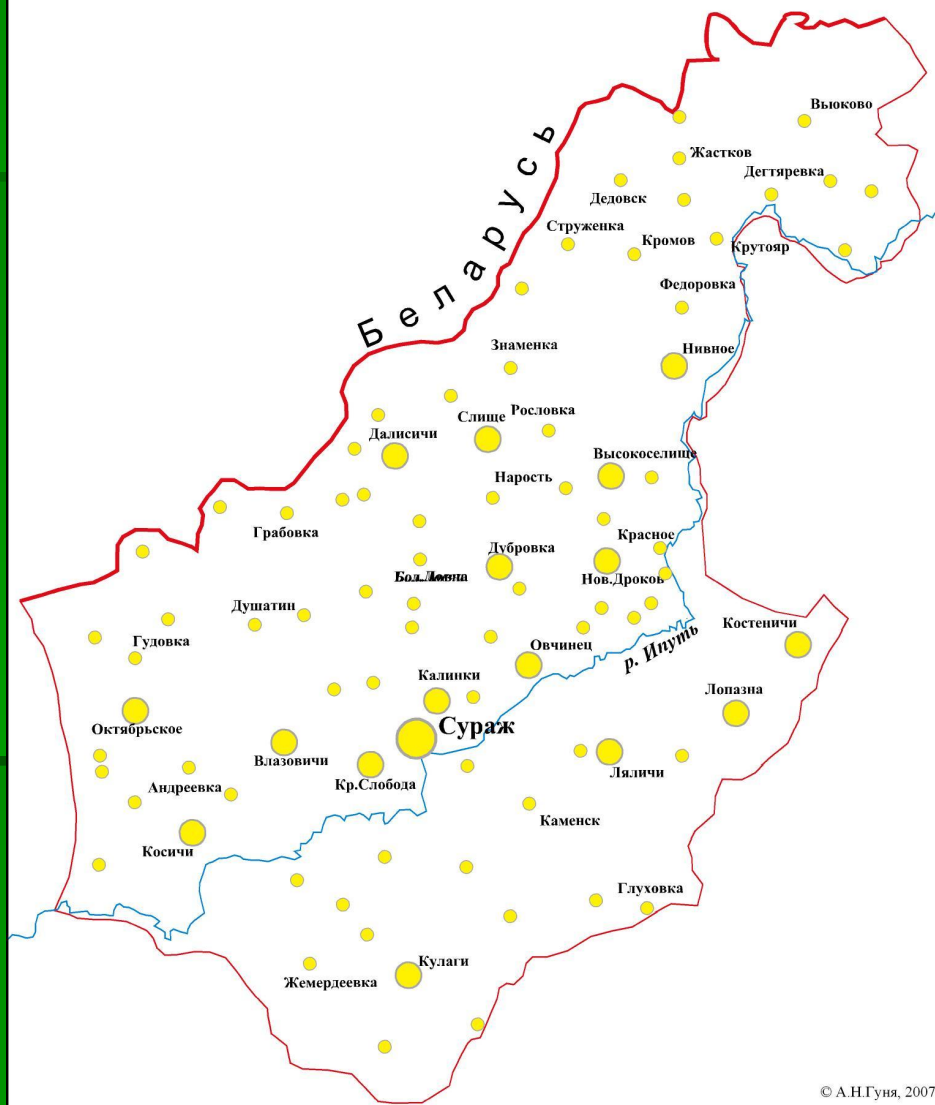 Вьюково
Беларусь
Жастков
Дегтяревка
Дедовск
Струженка
Кромов
Крутояр
Федоровка
Знаменка
Нивное
Слище
Рословка
Далисичи
Высокоселище
Нарость
Грабовка
Красное
Дубровка
Нов.Дроков
Душатин
Костеничи
Гудовка
Овчинец
р. Ипуть
Калинки
Лопазна
Сураж
Октябрьское
Влазовичи
Кр.Слобода
Ляличи
Андреевка
Каменск
Косичи
Глуховка
Кулаги
Жемердеевка
© А.Н.Гуня, 2007